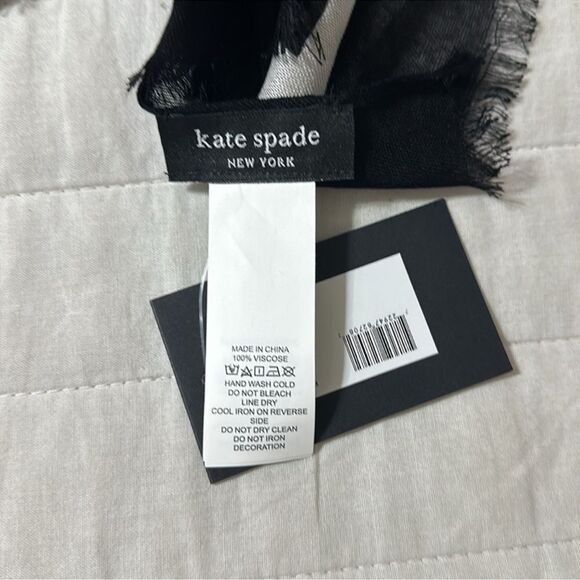 kate spade
NEW YORK
MADE IN CHINA
100% VISCOSE
HAND WASH COLD
DO NOT BLEACH
LINE DRY
COOL IRON ON REVERSE
SIDE
DO NOT DRY CLEAN
DO NOT IRON
DECORATION